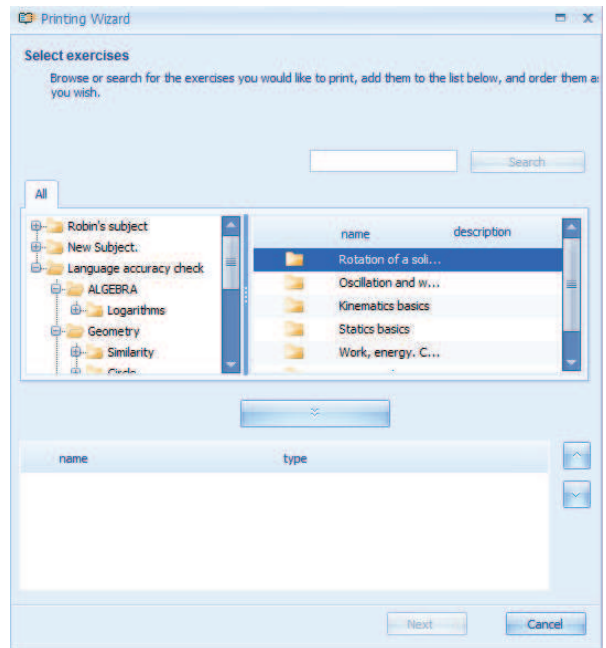 Printing Wizard
Select exercises
Browse or search for the exercises you would like to print, add them to the list below, and order them as
you wish.
Search
All
Robin's subject
New Subject.
Language accuracy check
ALGEBRA
Logarithms
Geometry
Similarity
Circle
name description
Rotation of a soli...
Oscillation and w...
Kinematics basics
Statics basics
Work, energy. C...
name type
Next Cancel